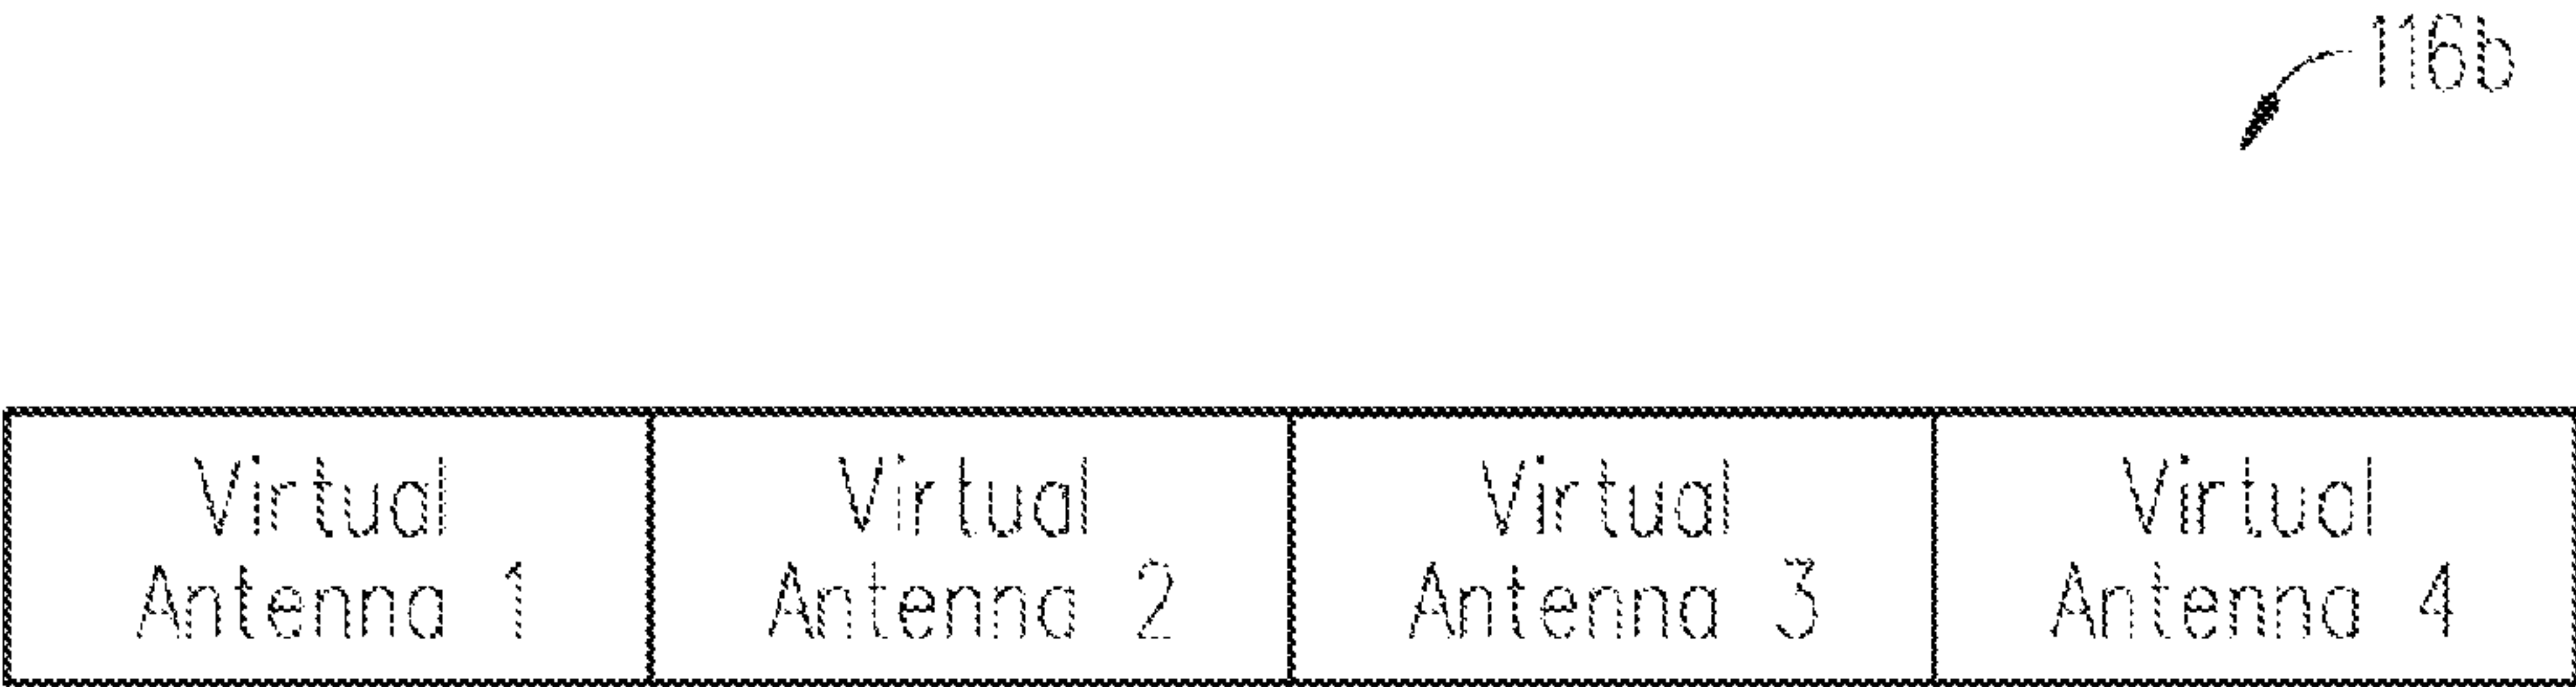 116b
Virtual
Antenna 1
Virtual
Antenna 2
Virtual
Antenna 3
Virtual
Antenna 4